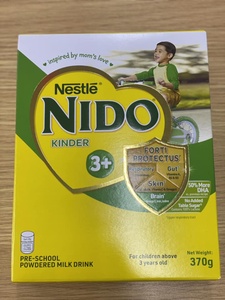 inspired by mom's love
Nestlé
NIDO
KINDER
3+
FORTI
PROTECTUS
Gut
Skin
Brain
50% More
DHA
No Added
Table Sugar*
PRE-SCHOOL
POWDERED MILK DRINK
For children above
3 years old
Net Weight:
370g